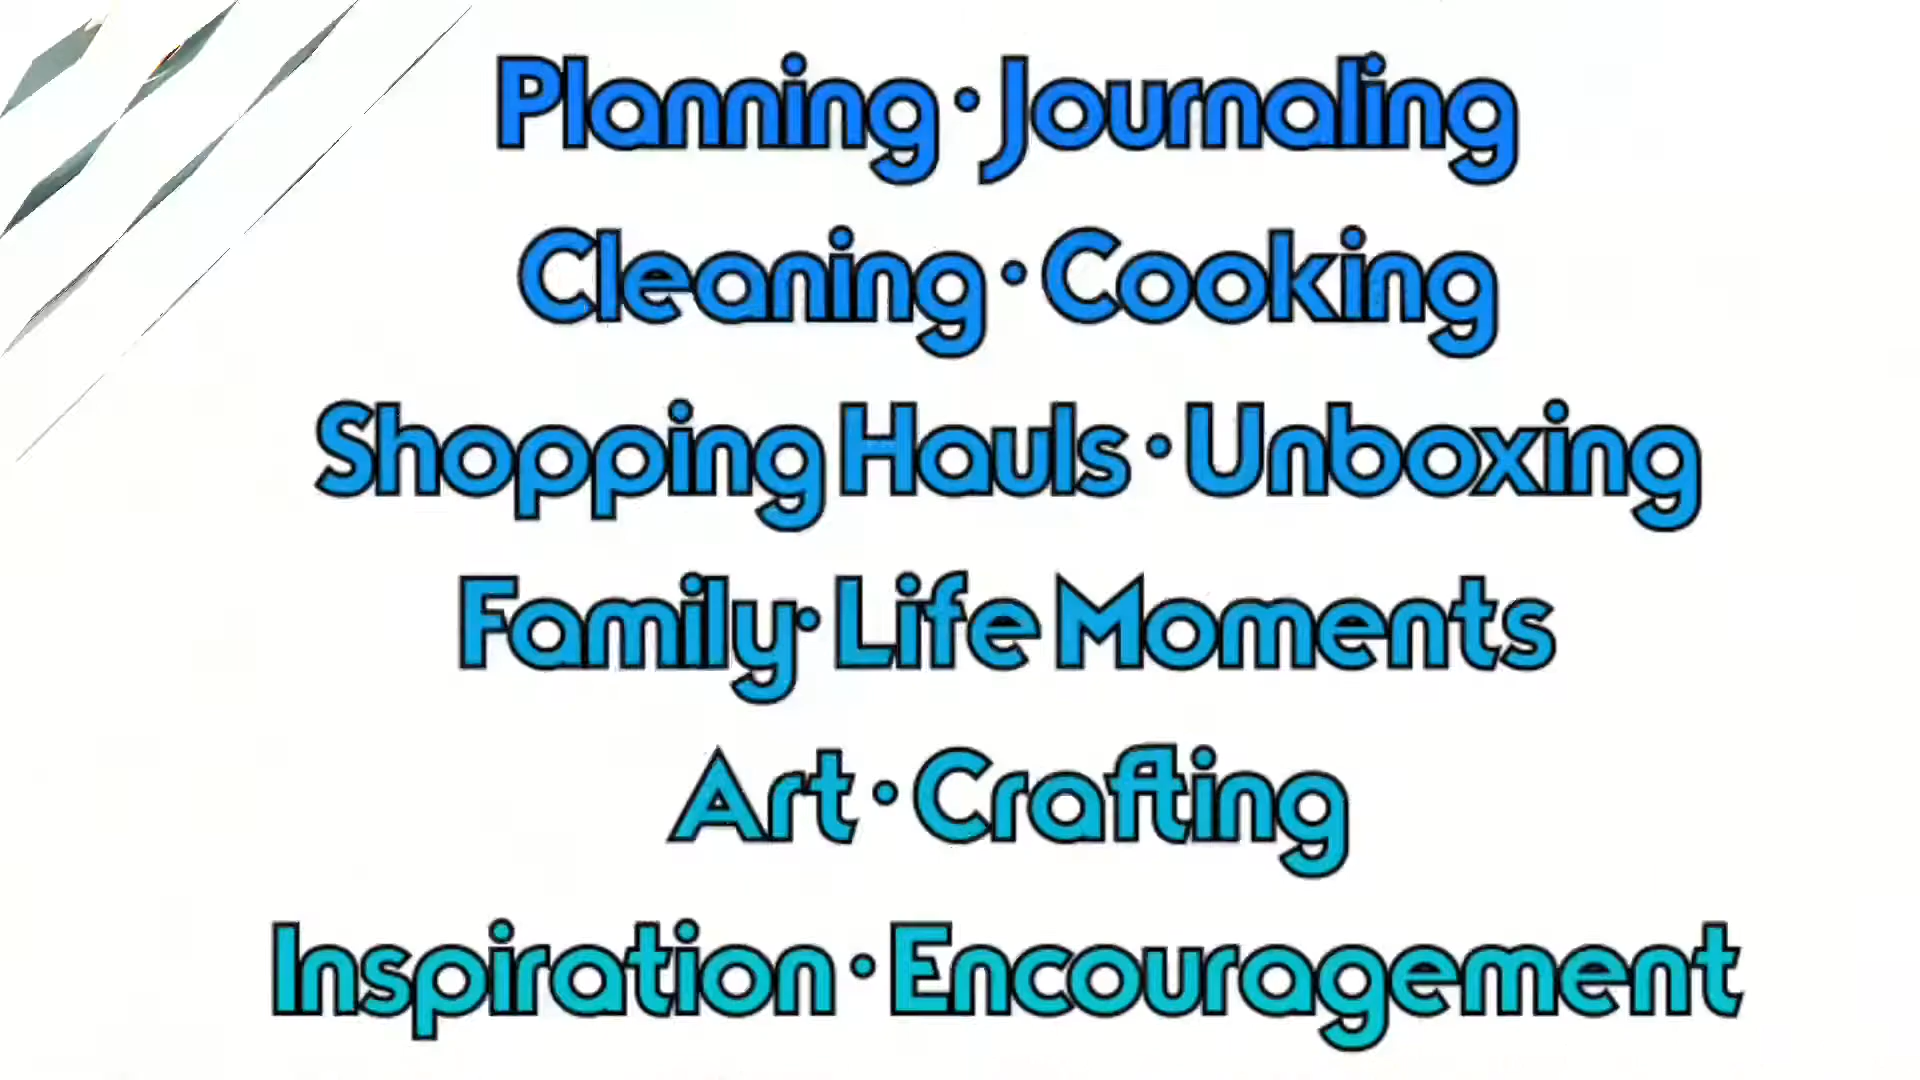 Planning • Journaling
Cleaning • Cooking
Shopping Hauls • Unboxing
Family • Life Moments
Art • Crafting
Inspiration • Encouragement